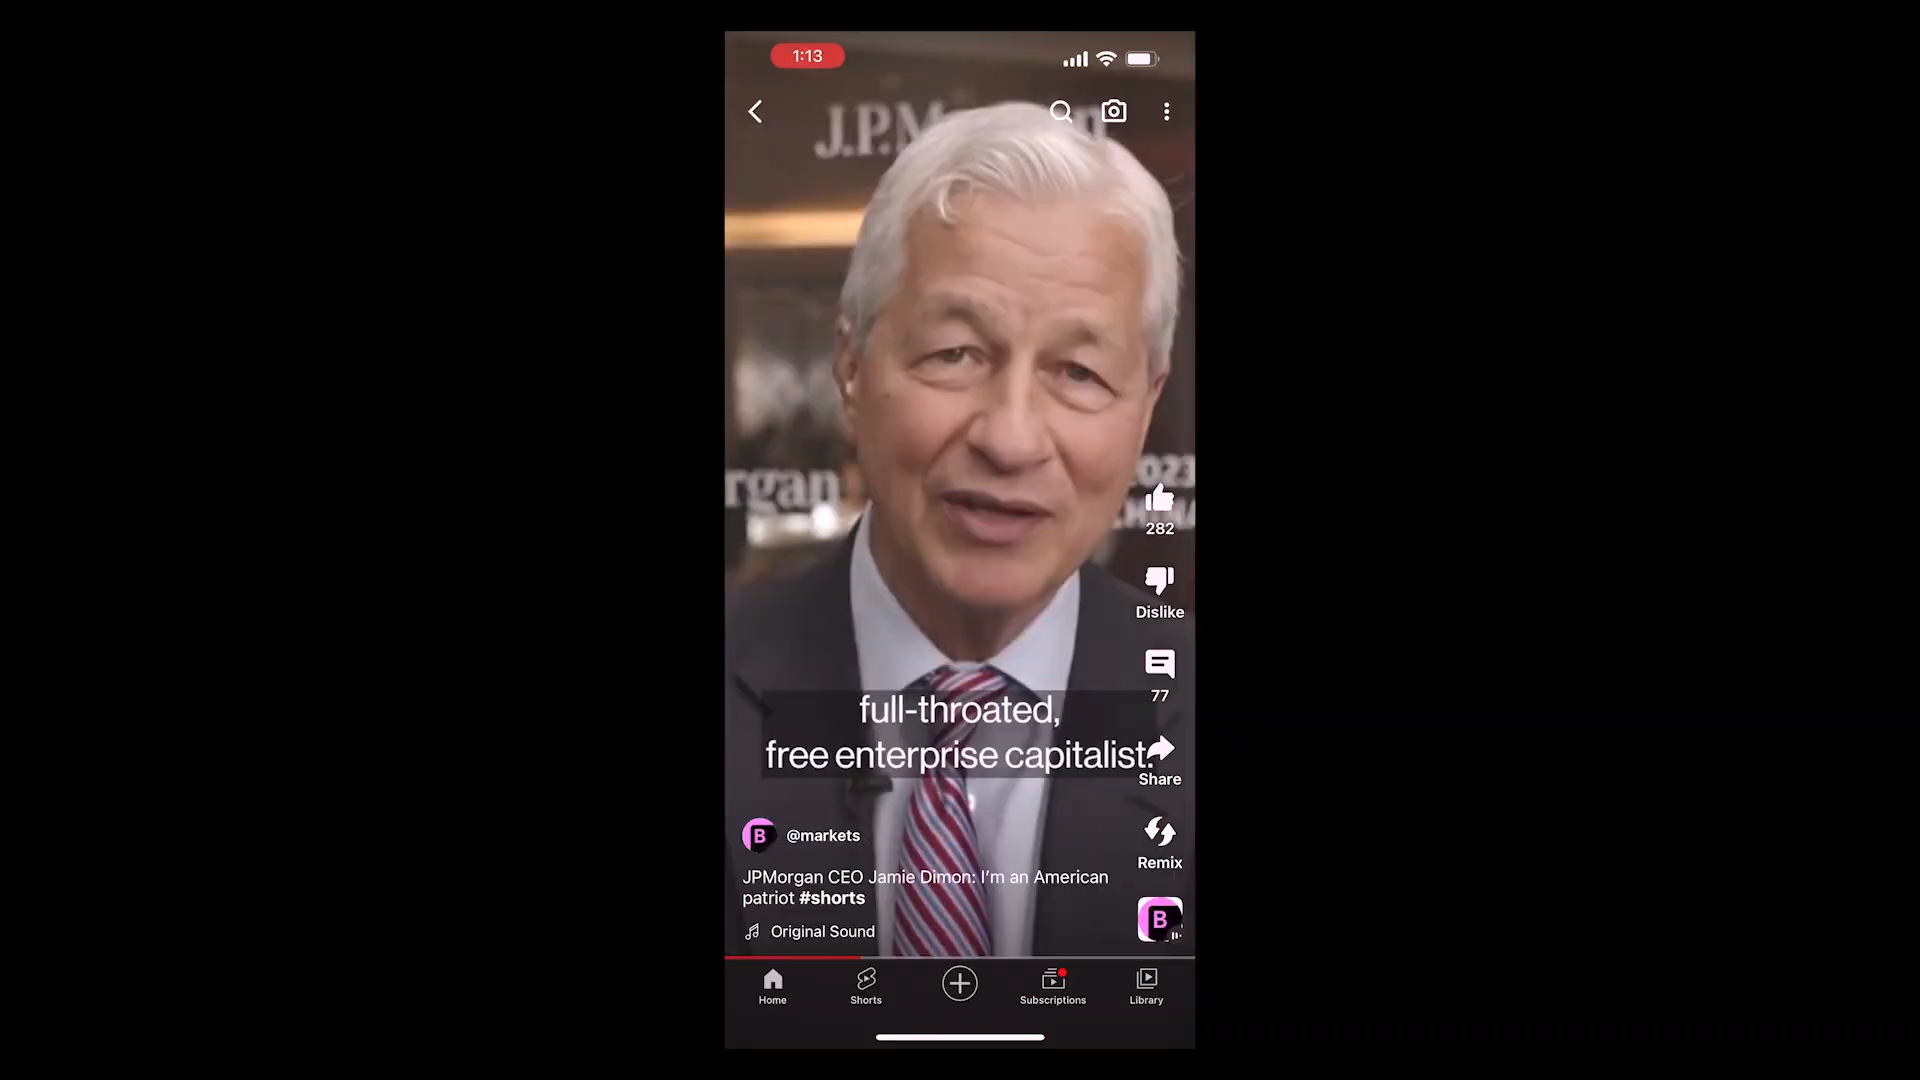 1:13
J.P.M
rgan
2023
282
Dislike
77
full-throated,
free enterprise capitalist.
Share
B @markets
Remix
JPMorgan CEO Jamie Dimon: I'm an American
patriot #shorts
B
Original Sound
Home
Shorts
Subscriptions
Library